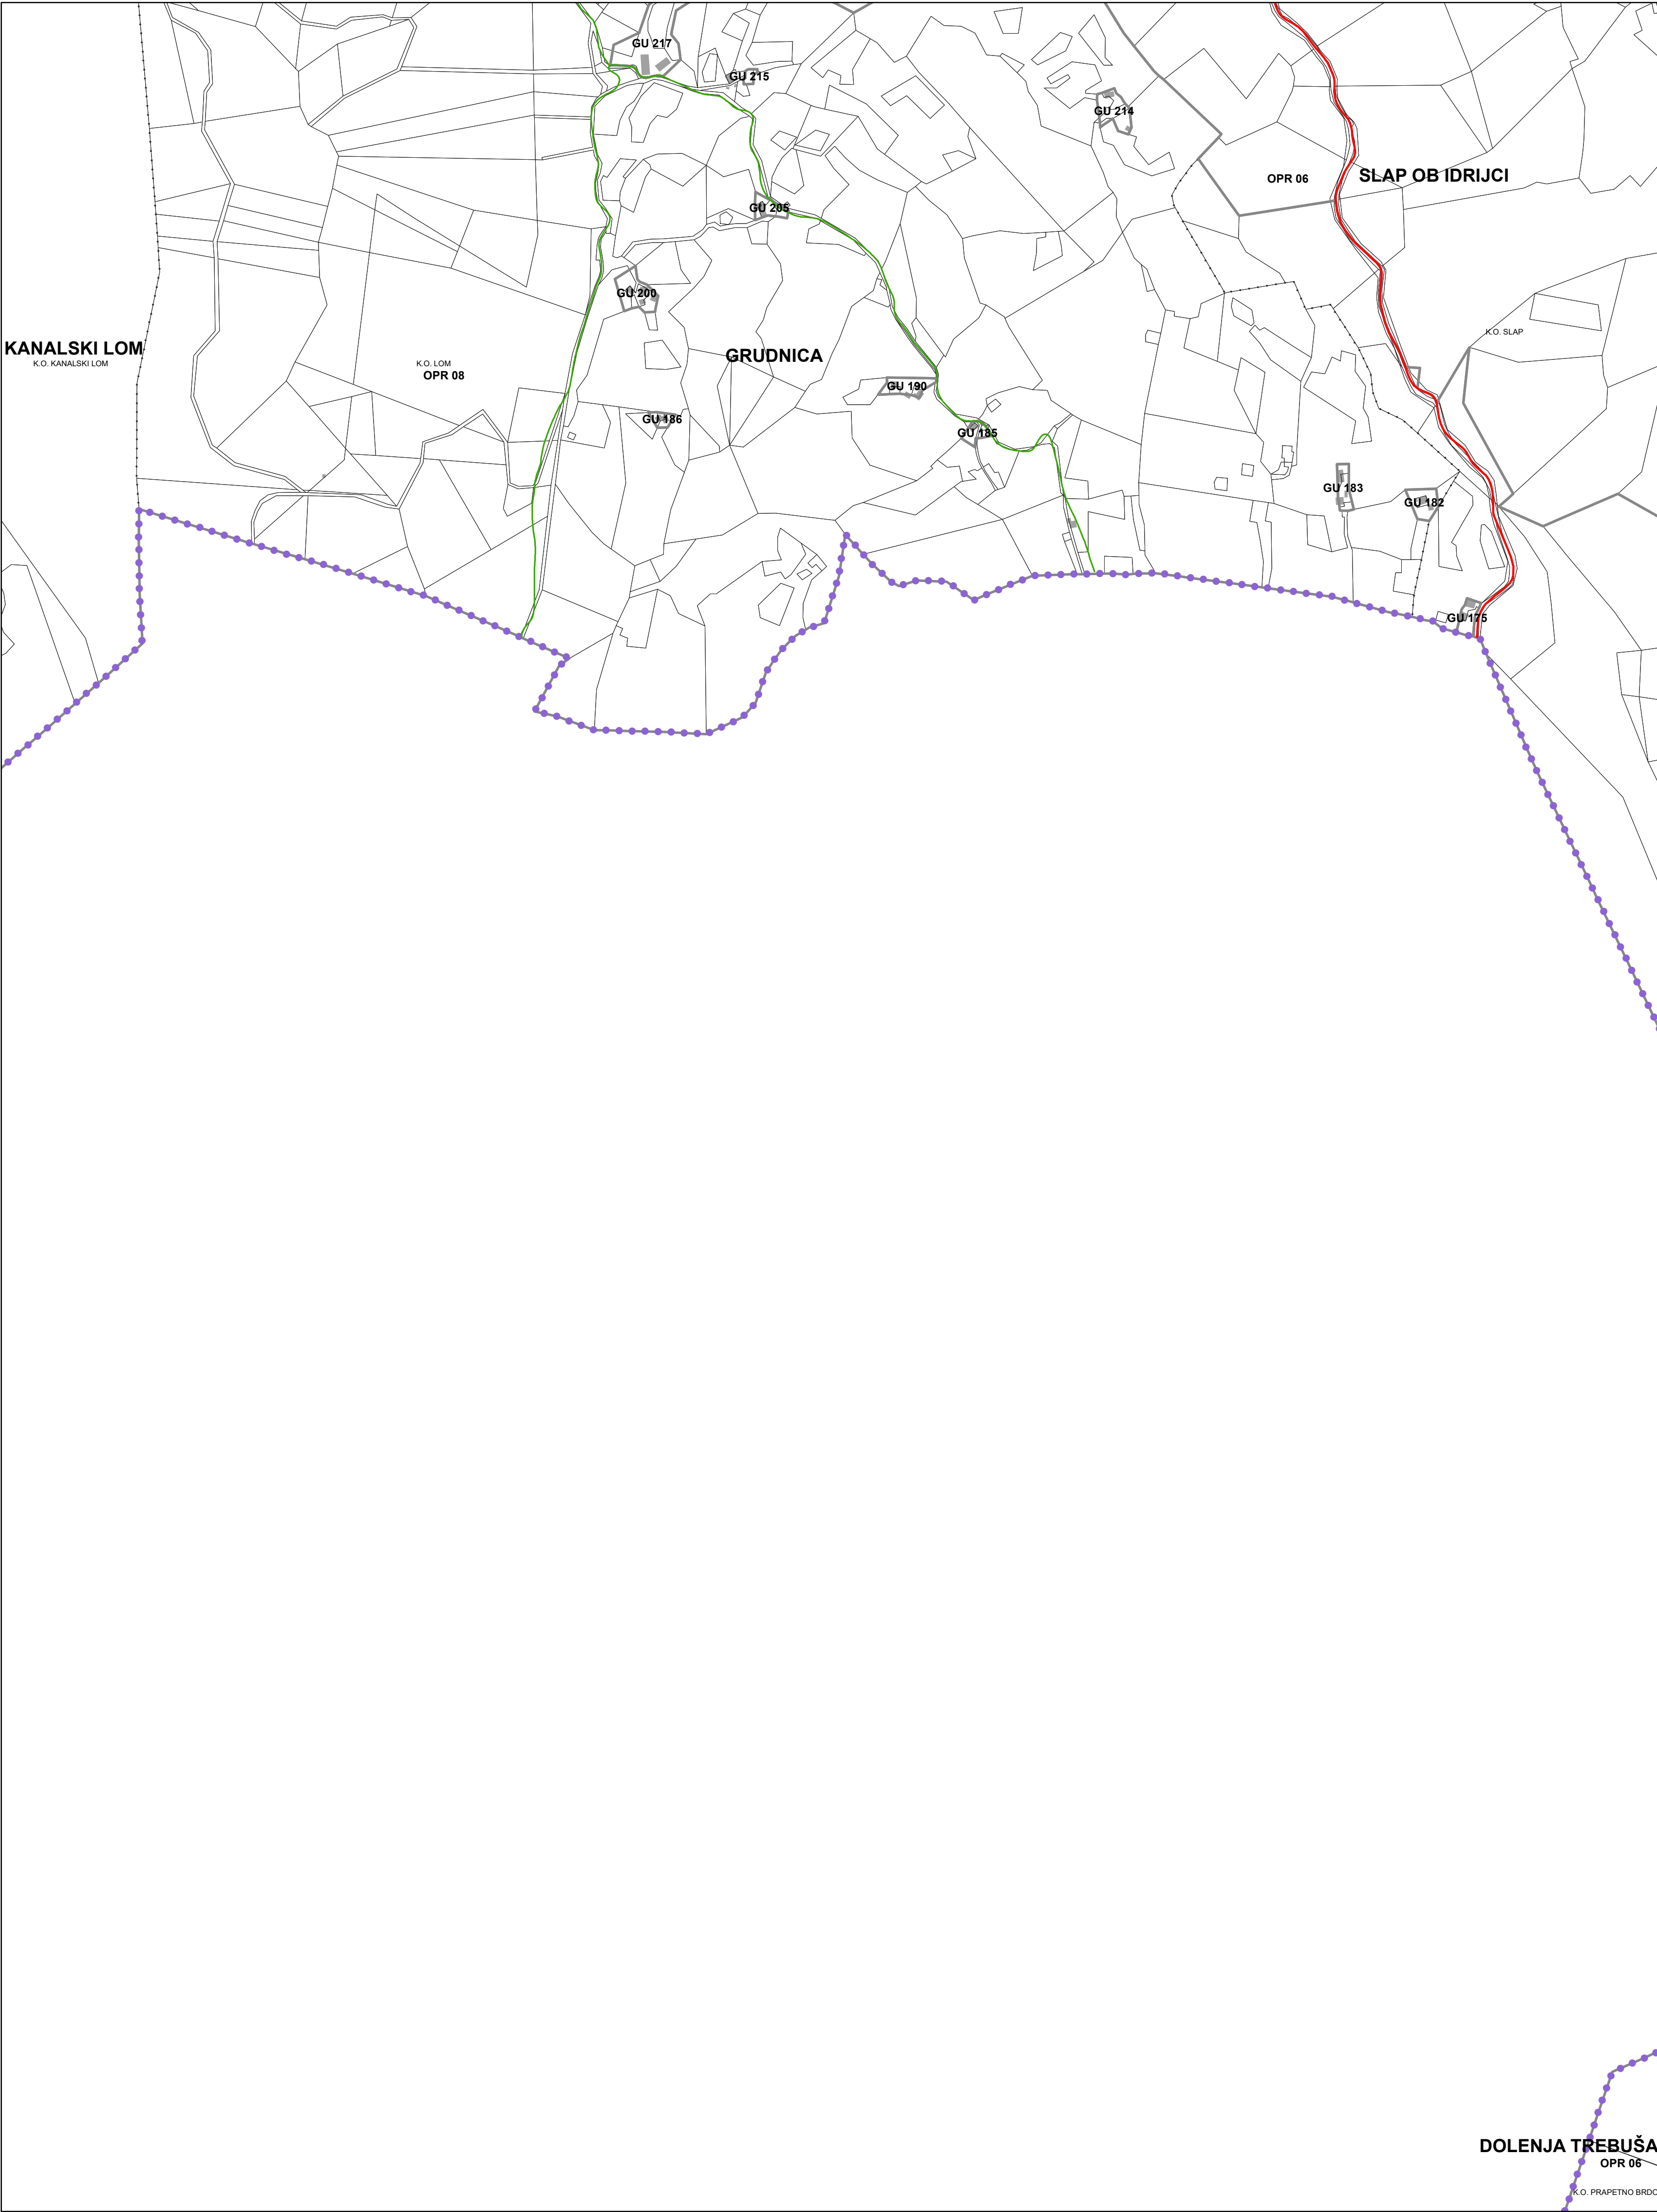 GU 217
GU 215
GU 214
SLAP OB IDRIJCI
OPR 06
GU 205
GU 200
K.O. SLAP
KANALSKI LOM
K.O. KANALSKI LOM
GRUDNICA
K.O. LOM
OPR 08
GU 190
GU 186
GU 185
GU 183
GU 182
GU 175
DOLENJA TREBUŠA
OPR 06
K.O. PRAPETNO BRDO